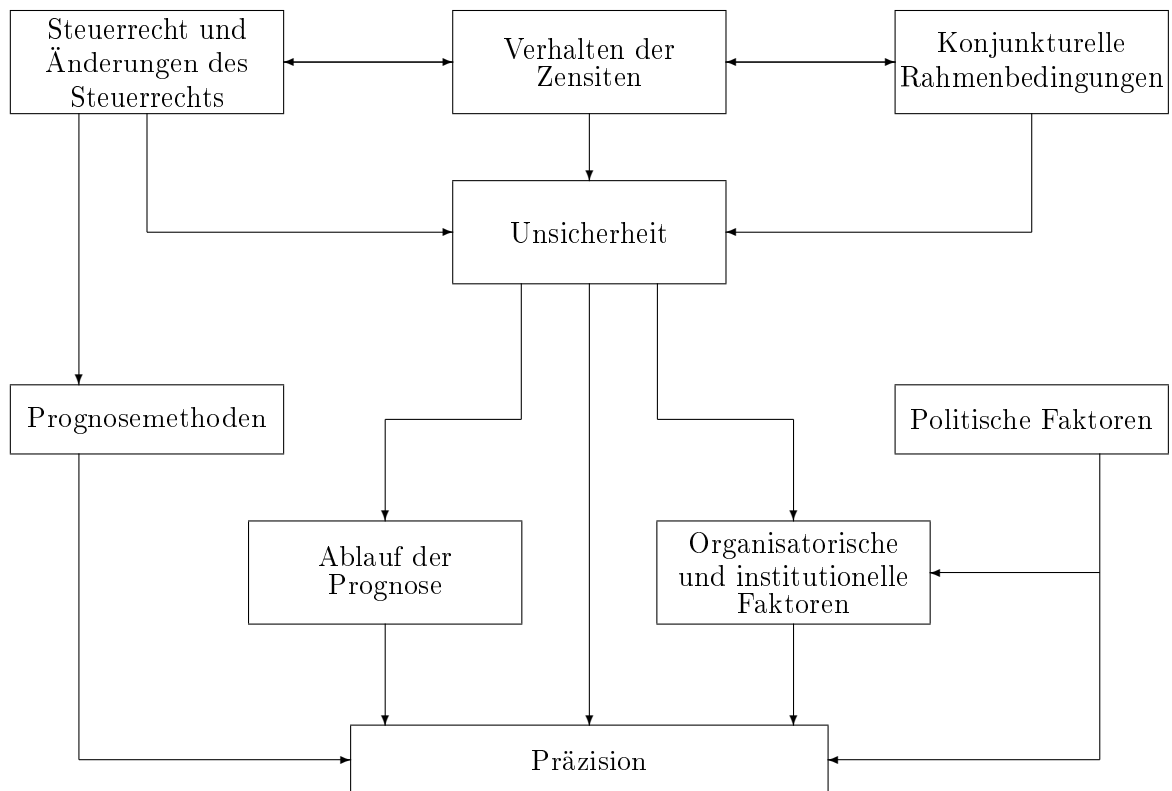 Steuerrecht und
Änderungen des
Steuerrechts
Verhalten der
Zensiten
Konjunkturelle
Rahmenbedingungen
Unsicherheit
Prognosemethoden
Politische Faktoren
Ablauf der
Prognose
Organisatorische
und institutionelle
Faktoren
Präzision